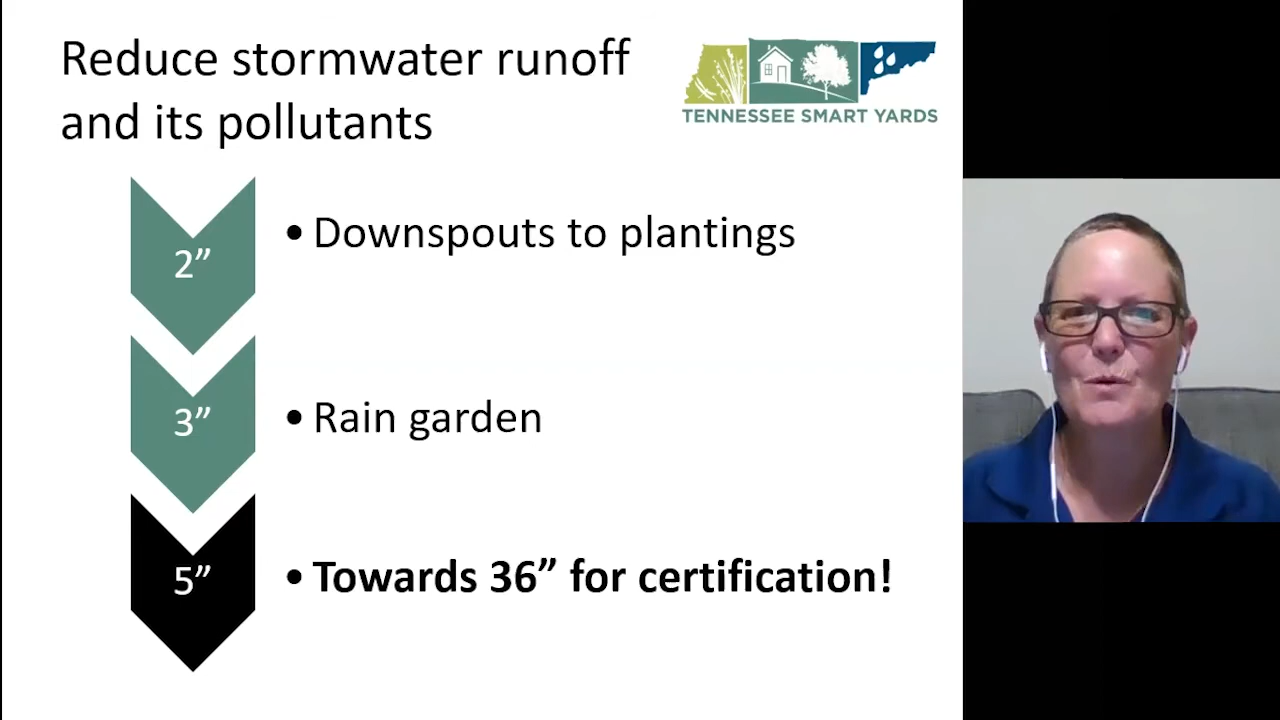 Reduce stormwater runoff
and its pollutants
TENNESSEE SMART YARDS
2”
• Downspouts to plantings
3”
• Rain garden
5”
• Towards 36” for certification!